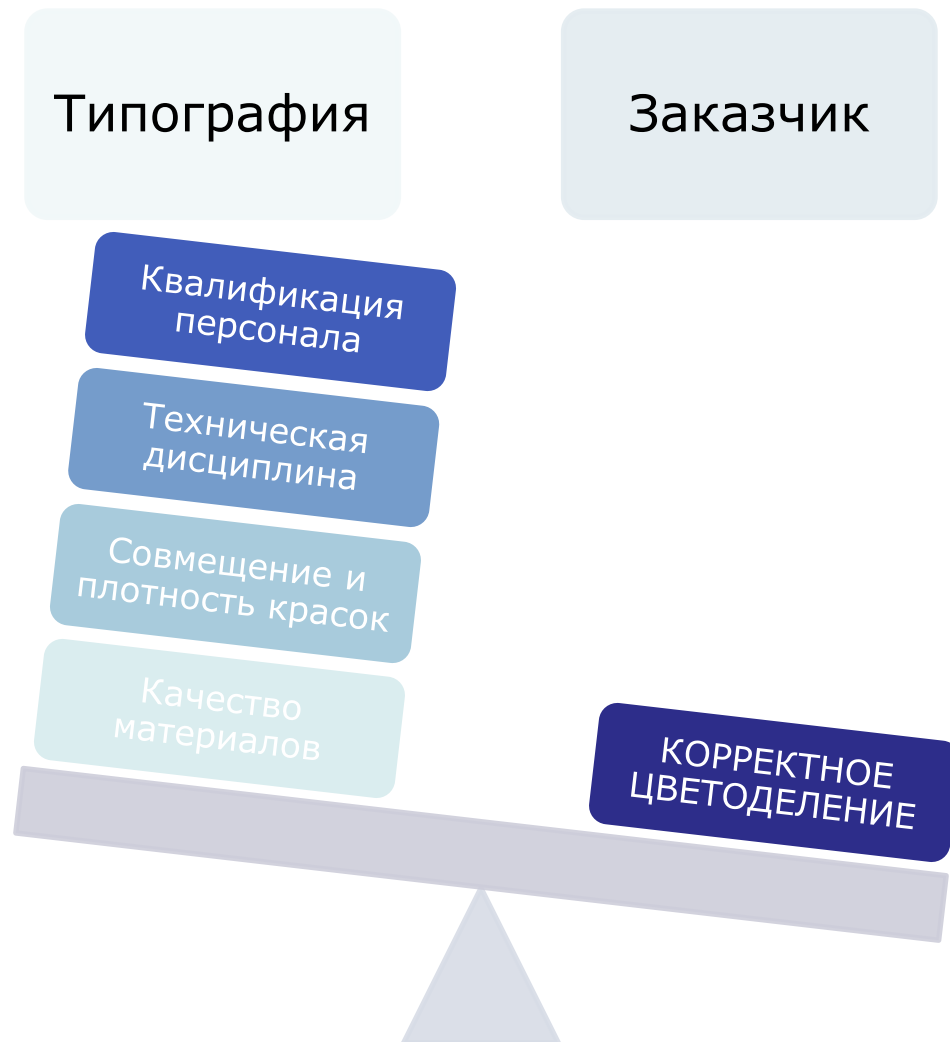 Типография
Заказчик
Квалификация
персонала
Техническая
дисциплина
Совмещение и
плотность красок
Качество
материалов
КОРРЕКТНОЕ
ЦВЕТОДЕЛЕНИЕ